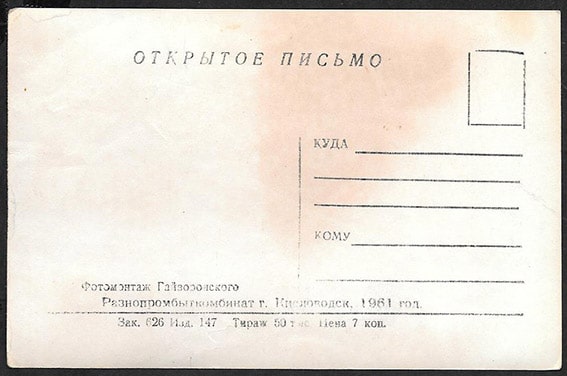 ОТКРЫТОЕ ПИСЬМО
КУДА
КОМУ
Фотомонтаж Гайворонского
Разнопромбыткомбинат г. Кисловодск, 1961 год.
Зак. 626 Изд. 147 Тираж 50 тыс. Цена 7 коп.